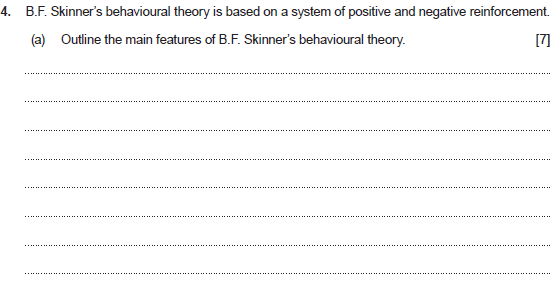 4. B.F. Skinner's behavioural theory is based on a system of positive and negative reinforcement.
(a) Outline the main features of B.F. Skinner's behavioural theory. [7]